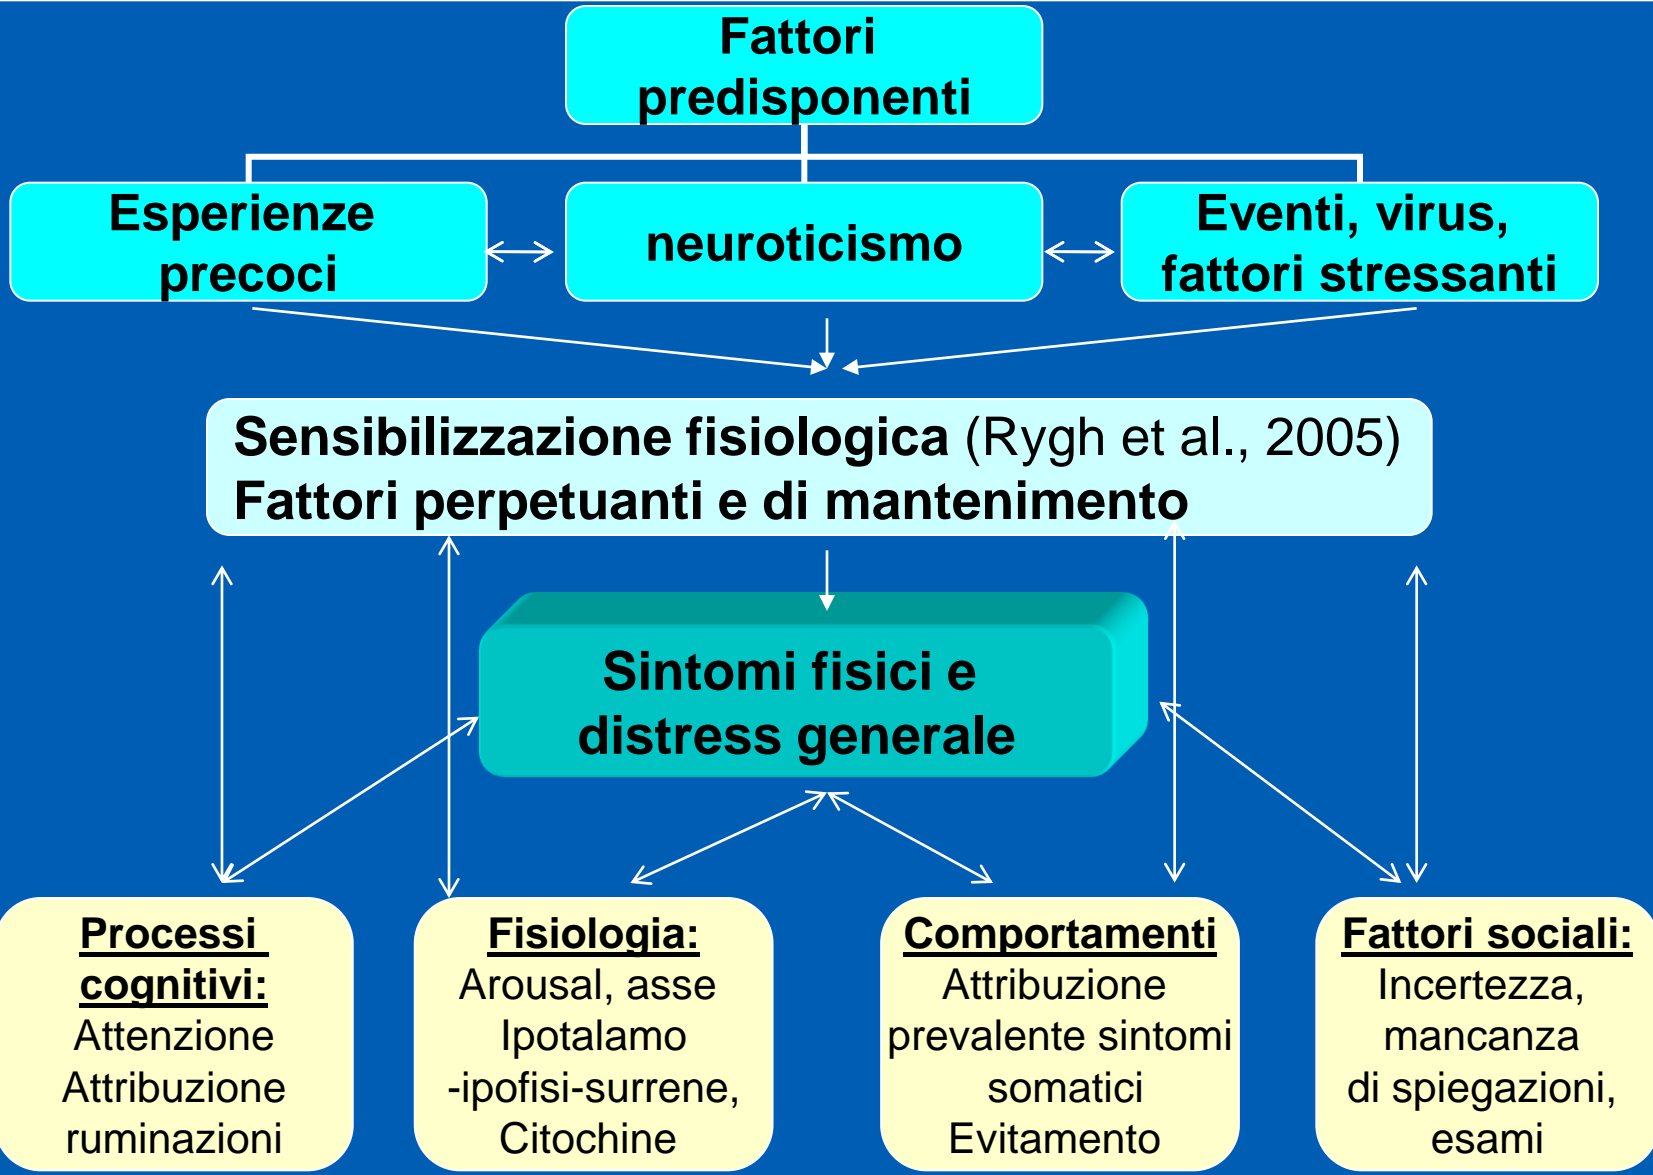 Fattori
predisponenti
Esperienze
precoci
neuroticismo
Eventi, virus,
fattori stressanti
Sensibilizzazione fisiologica (Rygh et al., 2005)
Fattori perpetuanti e di mantenimento
Sintomi fisici e
distress generale
Processi
cognitivi:
Attenzione
Attribuzione
ruminazioni
Fisiologia:
Arousal, asse
Ipotalamo
-ipofisi-surrene,
Citochine
Comportamenti
Attribuzione
prevalente sintomi
somatici
Evitamento
Fattori sociali:
Incertezza,
mancanza
di spiegazioni,
esami